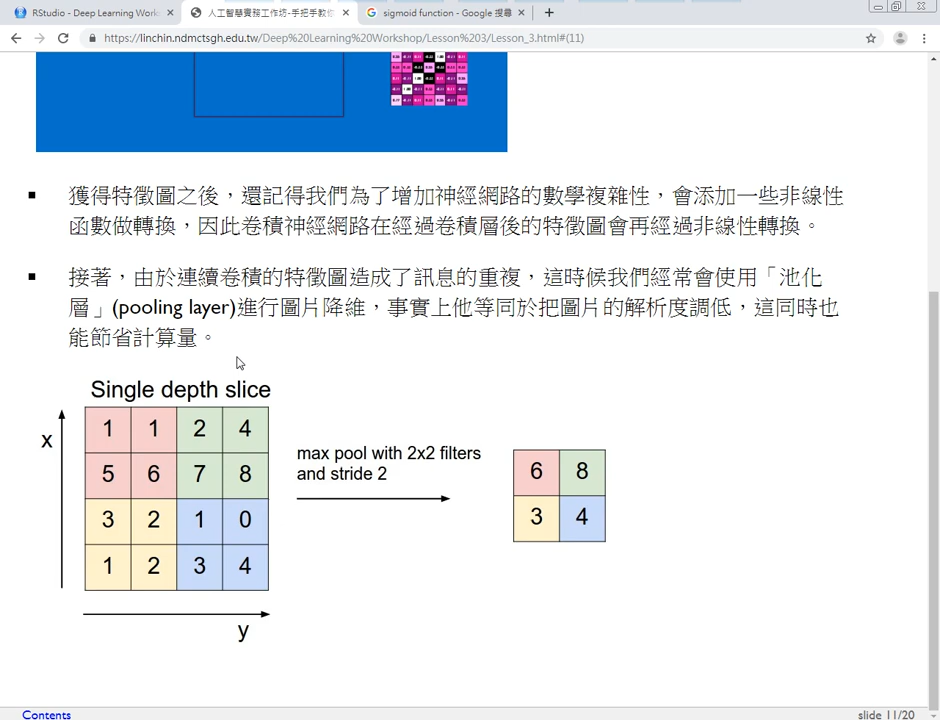 RStudio - Deep Learning Work
人工智慧實務工作坊-手把手教你
sigmoid function - Google 搜尋
https://linchin.ndmctsgh.edu.tw/Deep%20Learning%20Workshop/Lesson%203/Lesson_3.html#(11)
獲得特徵圖之後，還記得我們為了增加神經網路的數學複雜性，會添加一些非線性
函數做轉換，因此卷積神經網路在經過卷積層後的特徵圖會再經過非線性轉換。
接著，由於連續卷積的特徵圖造成了訊息的重複，這時候我們經常會使用「池化
層」(pooling layer)進行圖片降維，事實上他等同於把圖片的解析度調低，這同時也
能節省計算量。
Single depth slice
x
1 1 2 4
5 6 7 8
3 2 1 0
1 2 3 4
y
max pool with 2x2 filters
and stride 2
6 8
3 4
Contents
slide 11/20